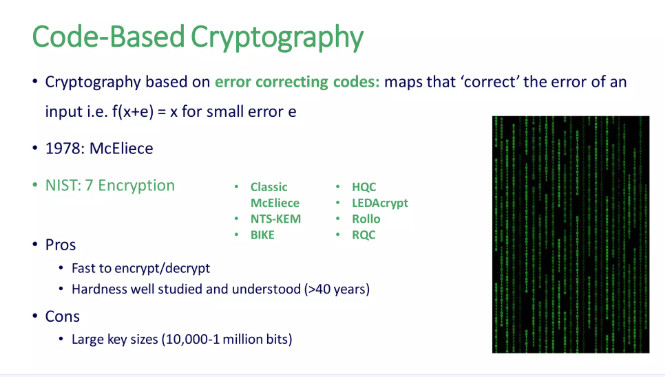 Code-Based Cryptography
• Cryptography based on error correcting codes: maps that ‘correct’ the error of an
input i.e. f(x+e) = x for small error e
• 1978: McEliece
• NIST: 7 Encryption
• Classic
McEliece
• NTS-KEM
• BIKE
• HQC
• LEDAcrypt
• Rollo
• RQC
• Pros
• Fast to encrypt/decrypt
• Hardness well studied and understood (>40 years)
• Cons
• Large key sizes (10,000-1 million bits)